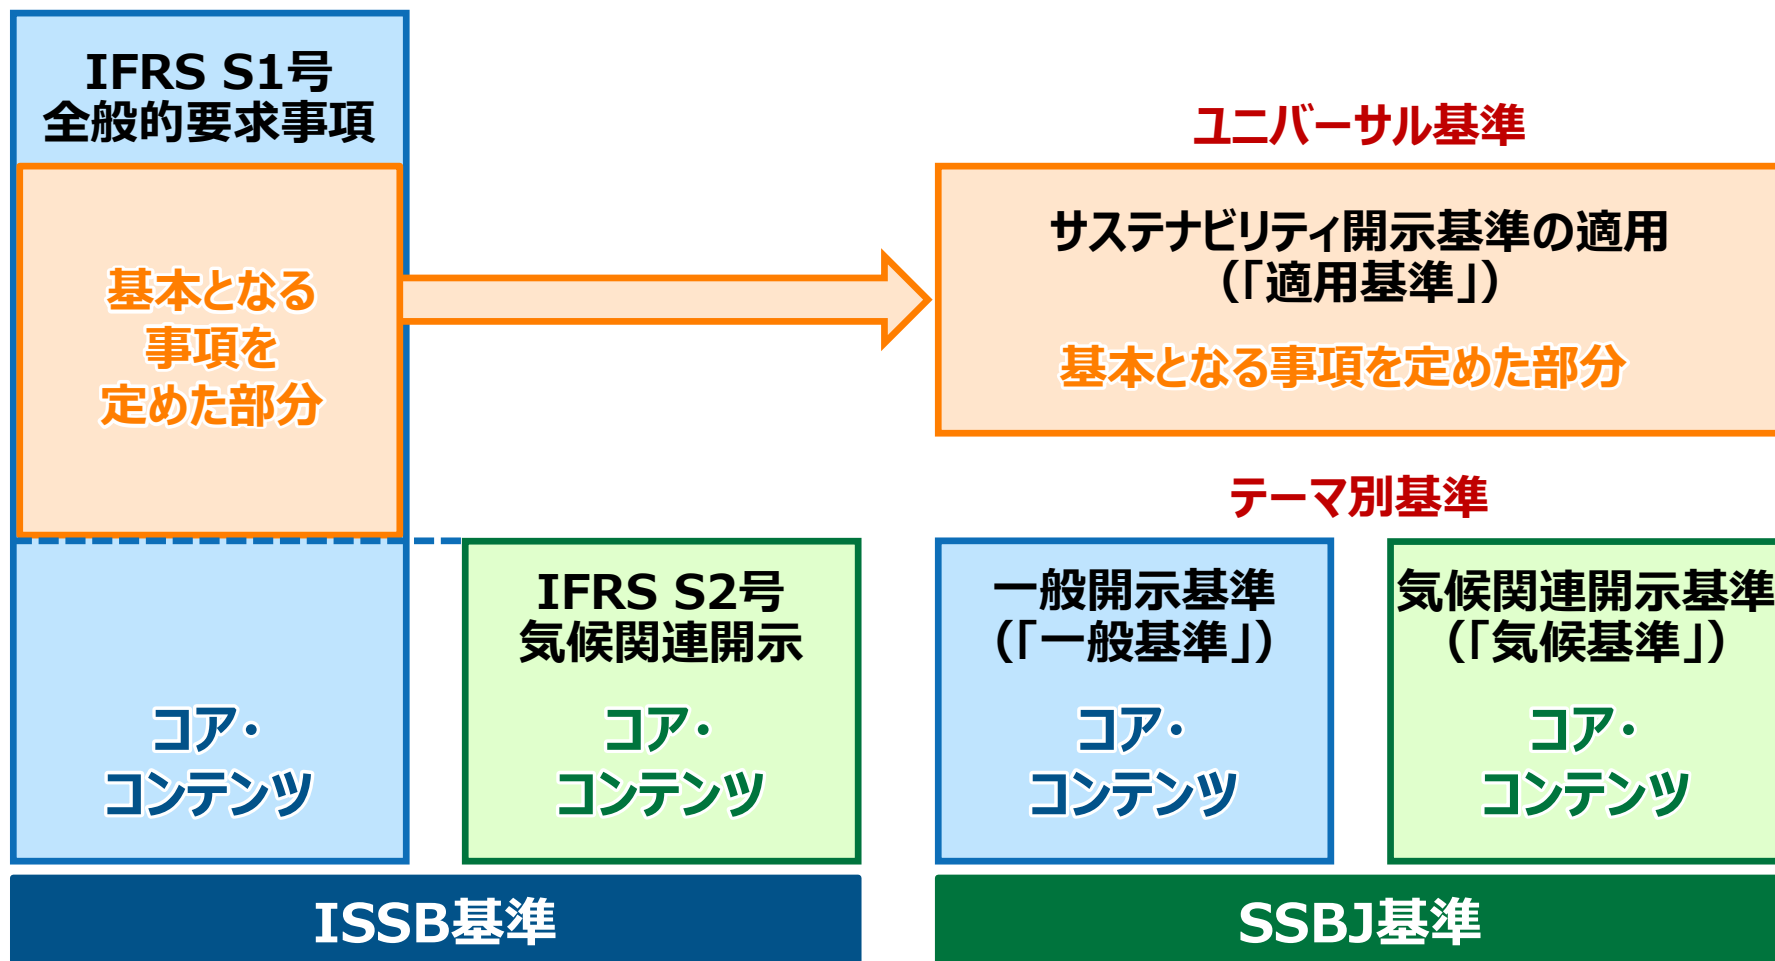 IFRS S1号
全般的要求事項
基本となる
事項を
定めた部分
コア・
コンテンツ
IFRS S2号
気候関連開示
コア・
コンテンツ
ISSB基準
ユニバーサル基準
サステナビリティ開示基準の適用
（「適用基準」）
基本となる事項を定めた部分
テーマ別基準
一般開示基準
（「一般基準」）
コア・
コンテンツ
気候関連開示基準
（「気候基準」）
コア・
コンテンツ
SSBJ基準